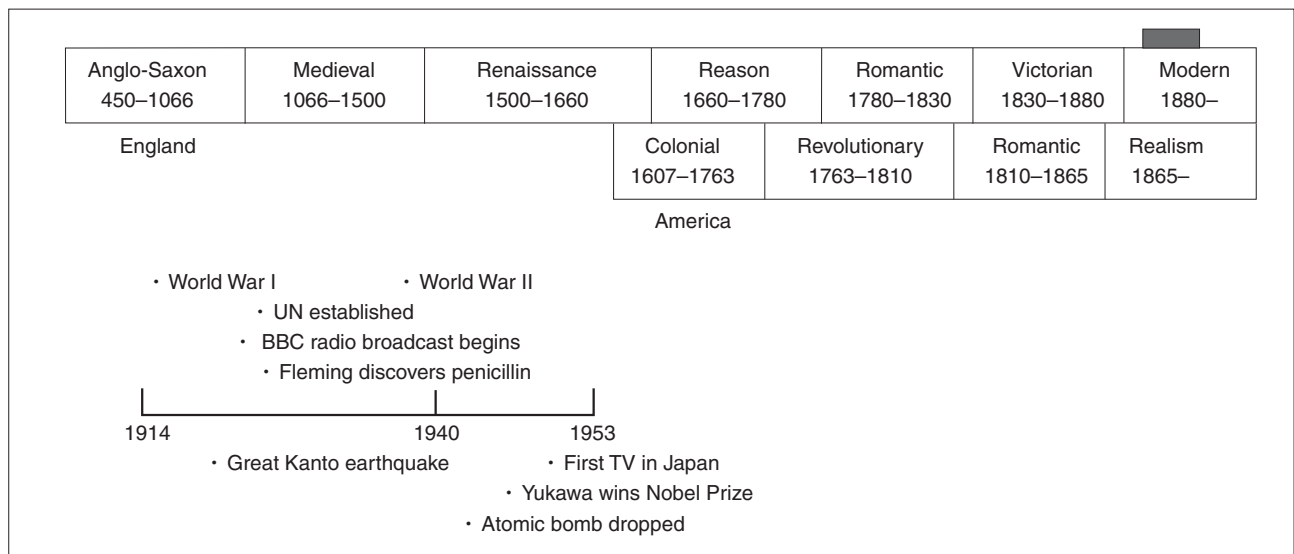 Anglo-Saxon Medieval Renaissance Reason Romantic Victorian Modern
450–1066 1066–1500 1500–1660 1660–1780 1780–1830 1830–1880 1880–
England Colonial Revolutionary Romantic Realism
1607–1763 1763–1810 1810–1865 1865–
America
· World War I · World War II
· UN established
· BBC radio broadcast begins
· Fleming discovers penicillin
1914 1940 1953
· Great Kanto earthquake · First TV in Japan
· Yukawa wins Nobel Prize
· Atomic bomb dropped